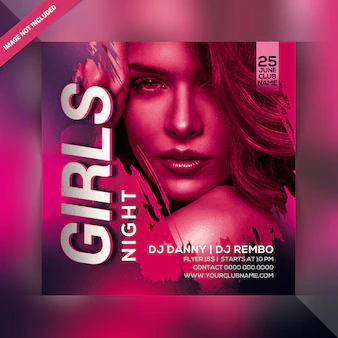 IMAGE NOT INCLUDED
25
JUNE
CLUB
NAME
GIRLS
NIGHT
DJ DANNY | DJ REMBO
FLYER 15$ | STARTS AT 10 PM
CONTACT 0000 000.0000
WWW.YOURCLUBNAME.COM